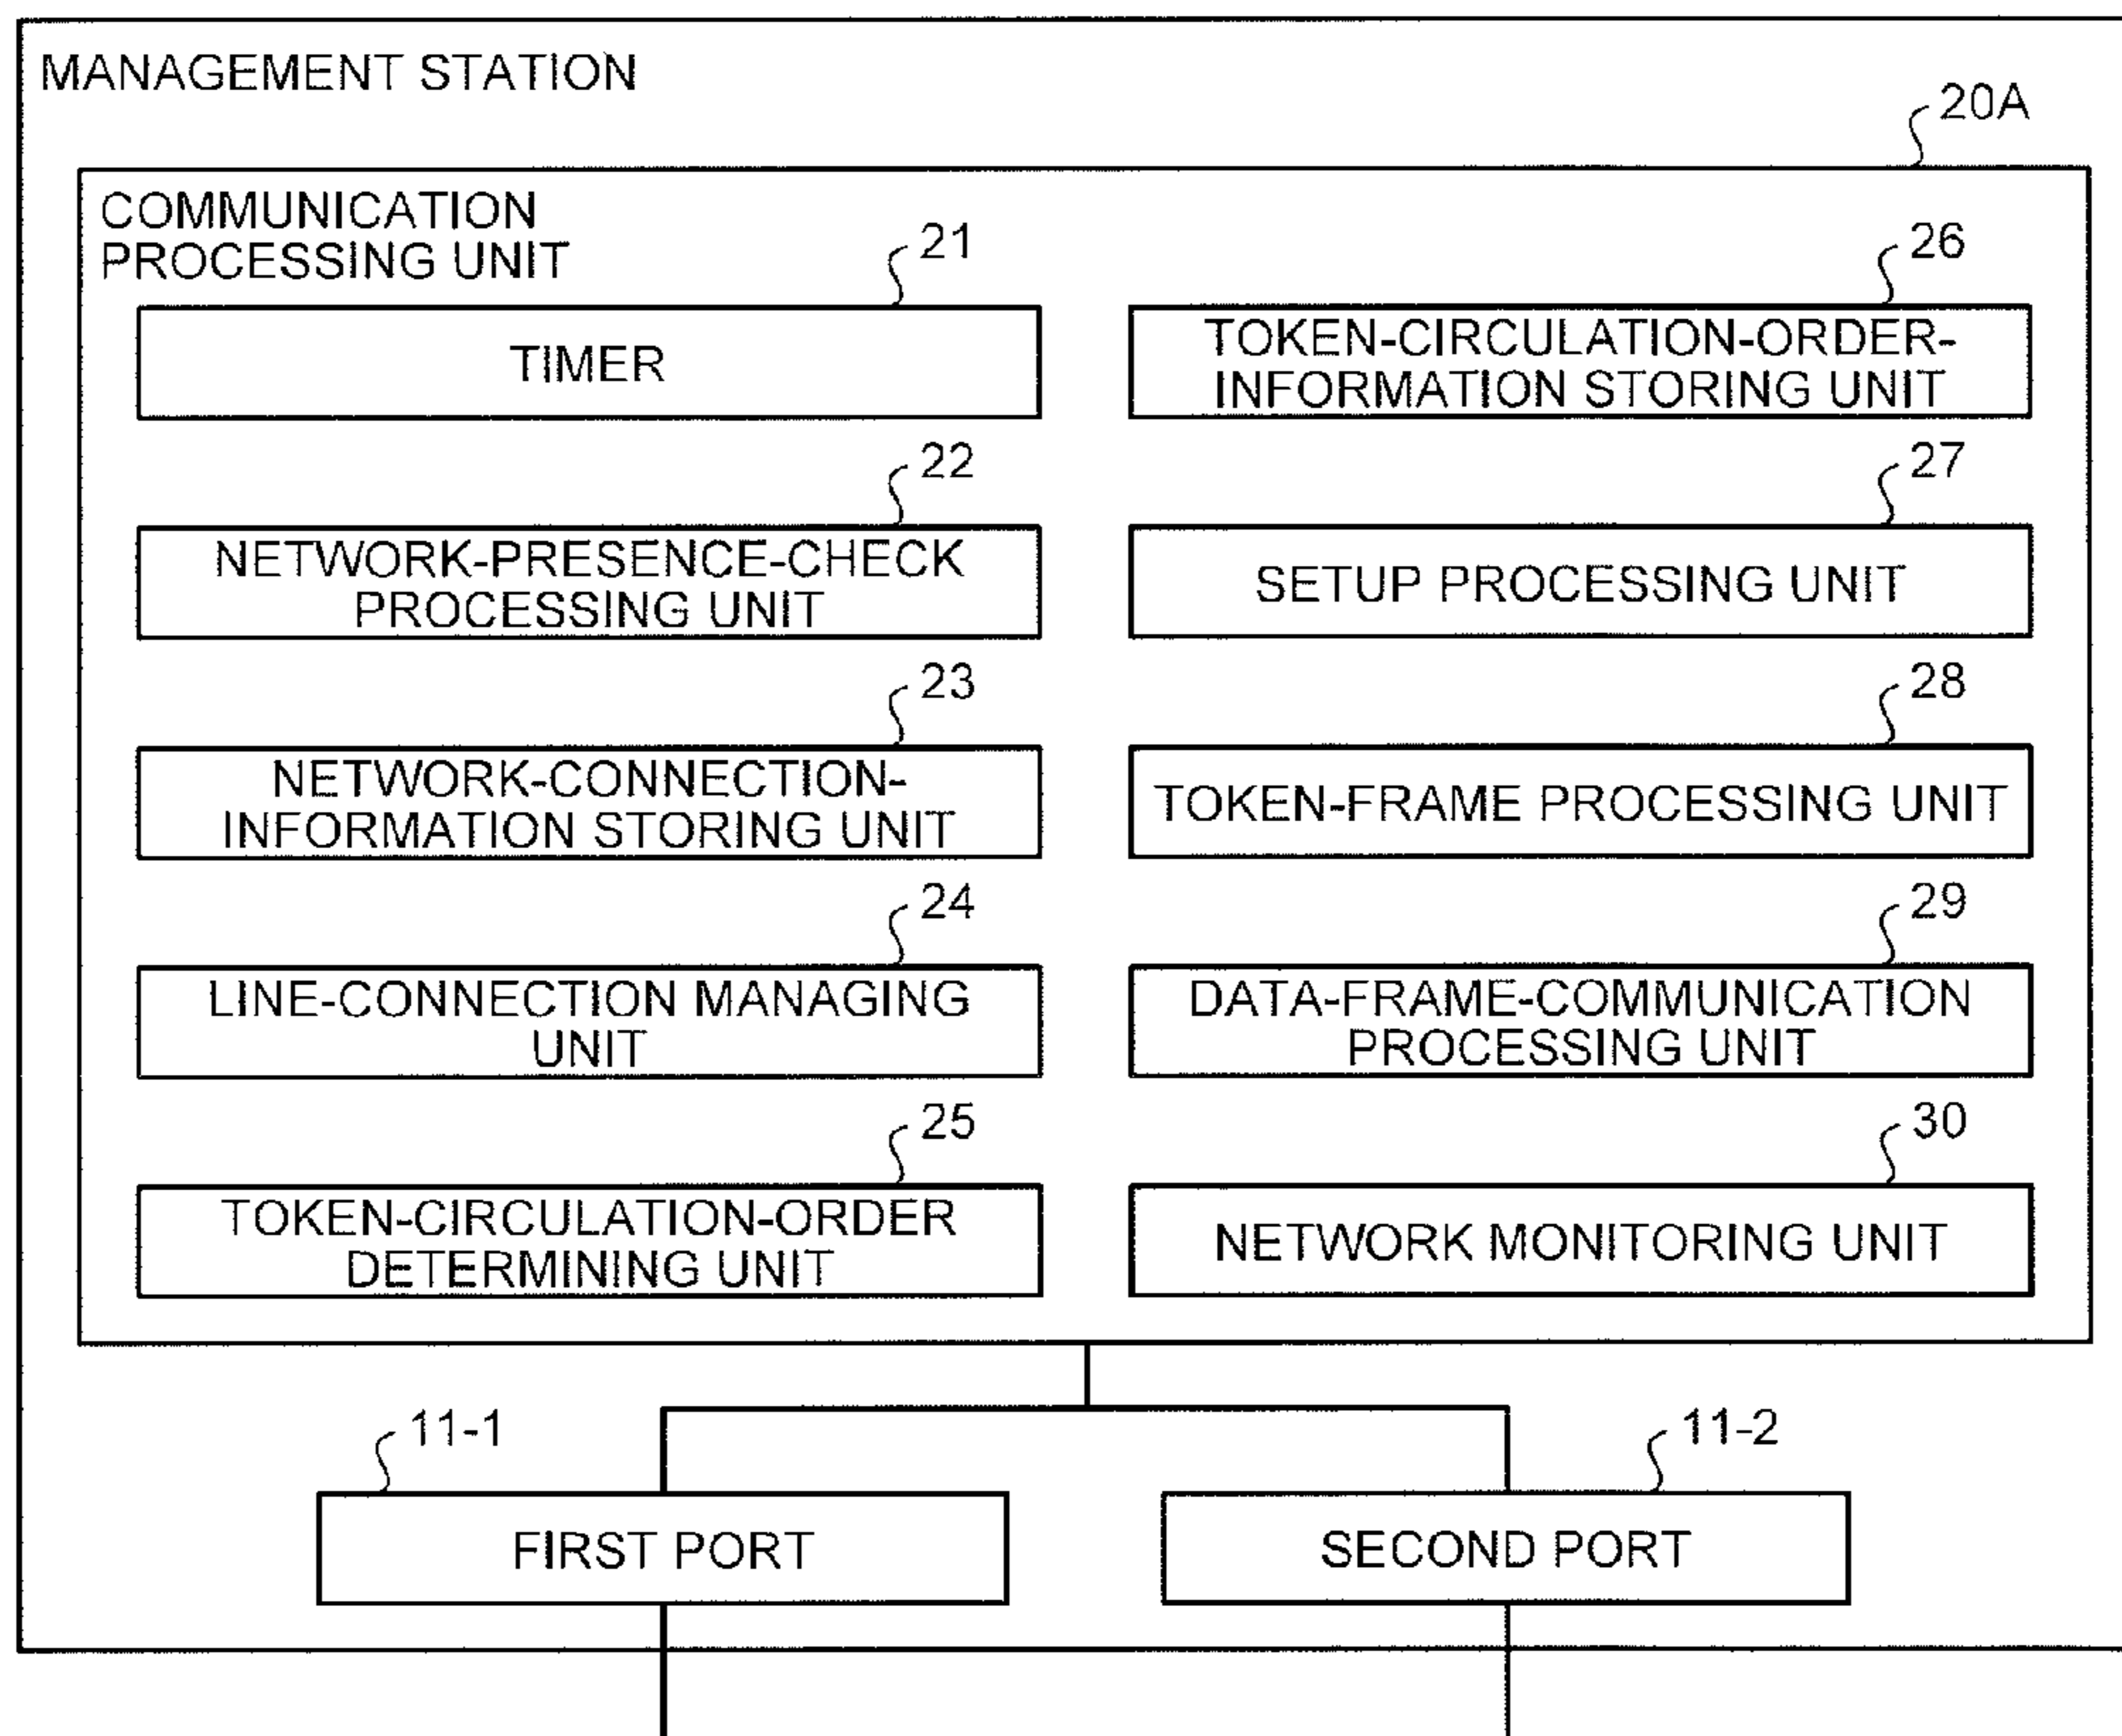 MANAGEMENT STATION
20A
COMMUNICATION
PROCESSING UNIT
21
TIMER
22
NETWORK-PRESENCE-CHECK
PROCESSING UNIT
23
NETWORK-CONNECTION-
INFORMATION STORING UNIT
24
LINE-CONNECTION MANAGING
UNIT
25
TOKEN-CIRCULATION-ORDER
DETERMINING UNIT
26
TOKEN-CIRCULATION-ORDER-
INFORMATION STORING UNIT
27
SETUP PROCESSING UNIT
28
TOKEN-FRAME PROCESSING UNIT
29
DATA-FRAME-COMMUNICATION
PROCESSING UNIT
30
NETWORK MONITORING UNIT
11-1
FIRST PORT
11-2
SECOND PORT